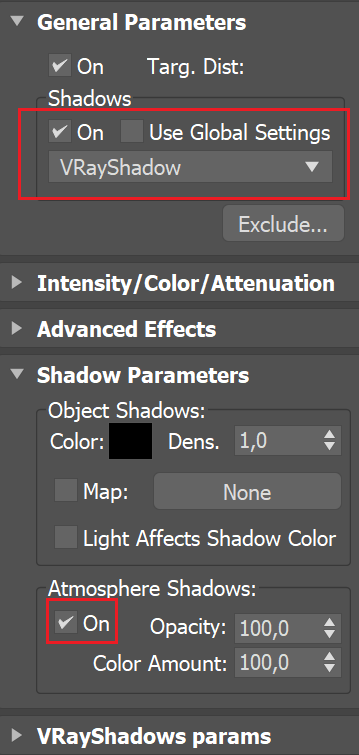 General Parameters
On Targ. Dist:
Shadows
On Use Global Settings
VRayShadow
Exclude...
Intensity/Color/Attenuation
Advanced Effects
Shadow Parameters
Object Shadows:
Color: Dens. 1,0
Map: None
Light Affects Shadow Color
Atmosphere Shadows:
On Opacity: 100,0
Color Amount: 100,0
VRayShadows params